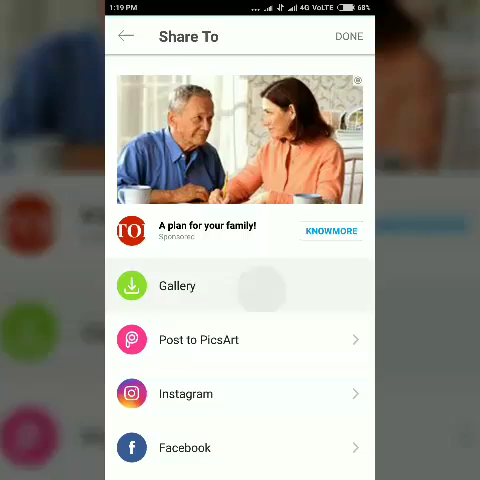 1:19 PM ... 4G VoLTE 68%
Share To DONE
TOI
A plan for your family!
Sponsored
KNOWMORE
Gallery
Post to PicsArt
Instagram
Facebook